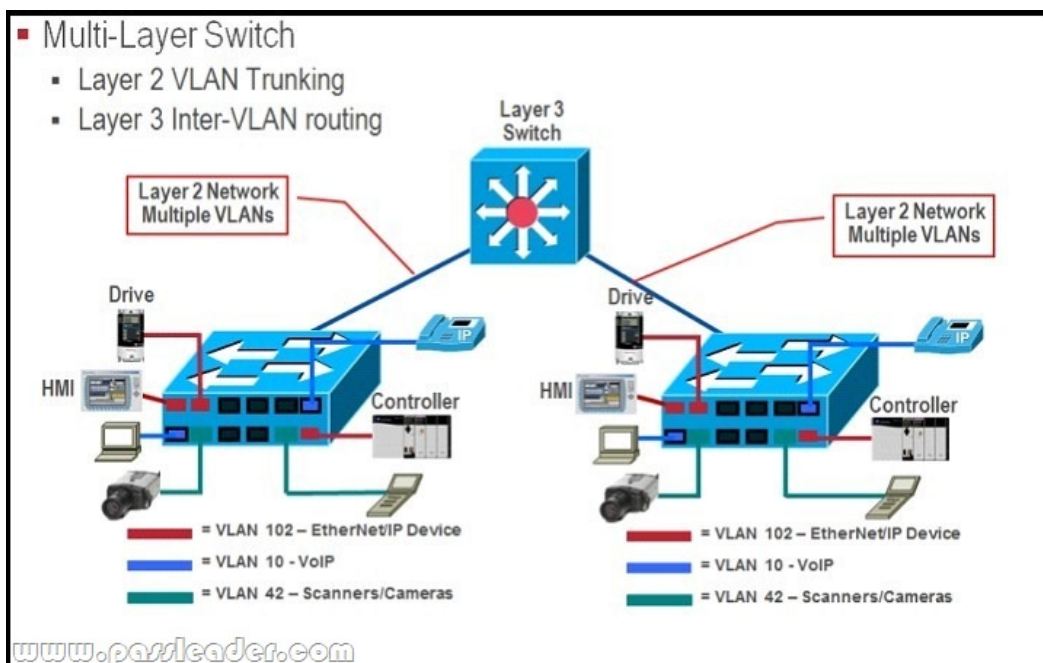 Multi-Layer Switch
Layer 2 VLAN Trunking
Layer 3 Inter-VLAN routing
Layer 3
Switch
Layer 2 Network
Multiple VLANs
Layer 2 Network
Multiple VLANs
Drive
IP
HMI
Controller
= VLAN 102 – EtherNet/IP Device
= VLAN 10 - VoIP
= VLAN 42 – Scanners/Cameras
Drive
IP
HMI
Controller
= VLAN 102 – EtherNet/IP Device
= VLAN 10 - VoIP
= VLAN 42 – Scanners/Cameras
www.passleader.com